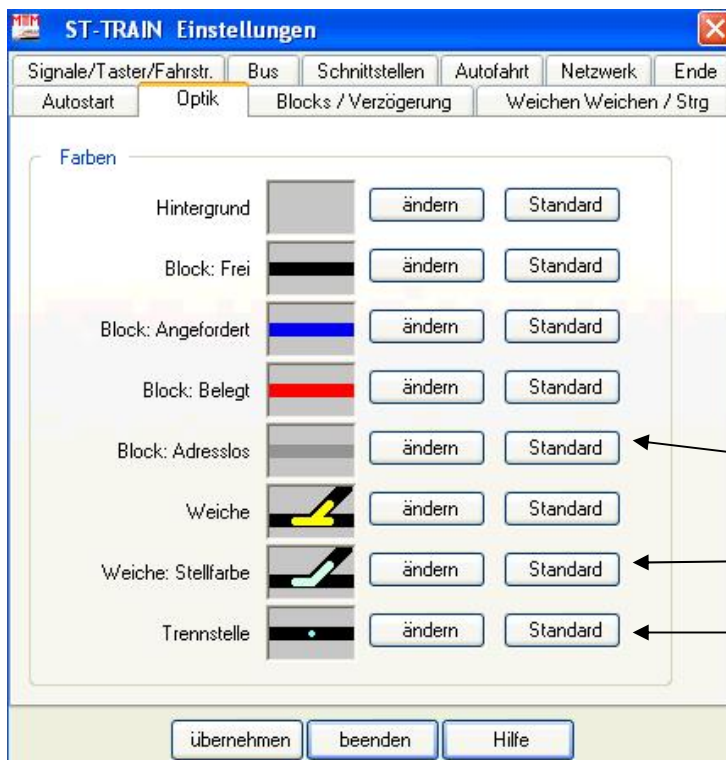 MTTM ST-TRAIN Einstellungen
Signale/Taster/Fahrstr. Bus Schnittstellen Autofahrt Netzwerk Ende
Autostart Optik Blocks / Verzögerung Weichen Weichen / Strg
Farben
Hintergrund ändern Standard
Block: Frei ändern Standard
Block: Angefordert ändern Standard
Block: Belegt ändern Standard
Block: Adresslos ändern Standard
Weiche ändern Standard
Weiche: Stellfarbe ändern Standard
Trennstelle ändern Standard
übernehmen beenden Hilfe